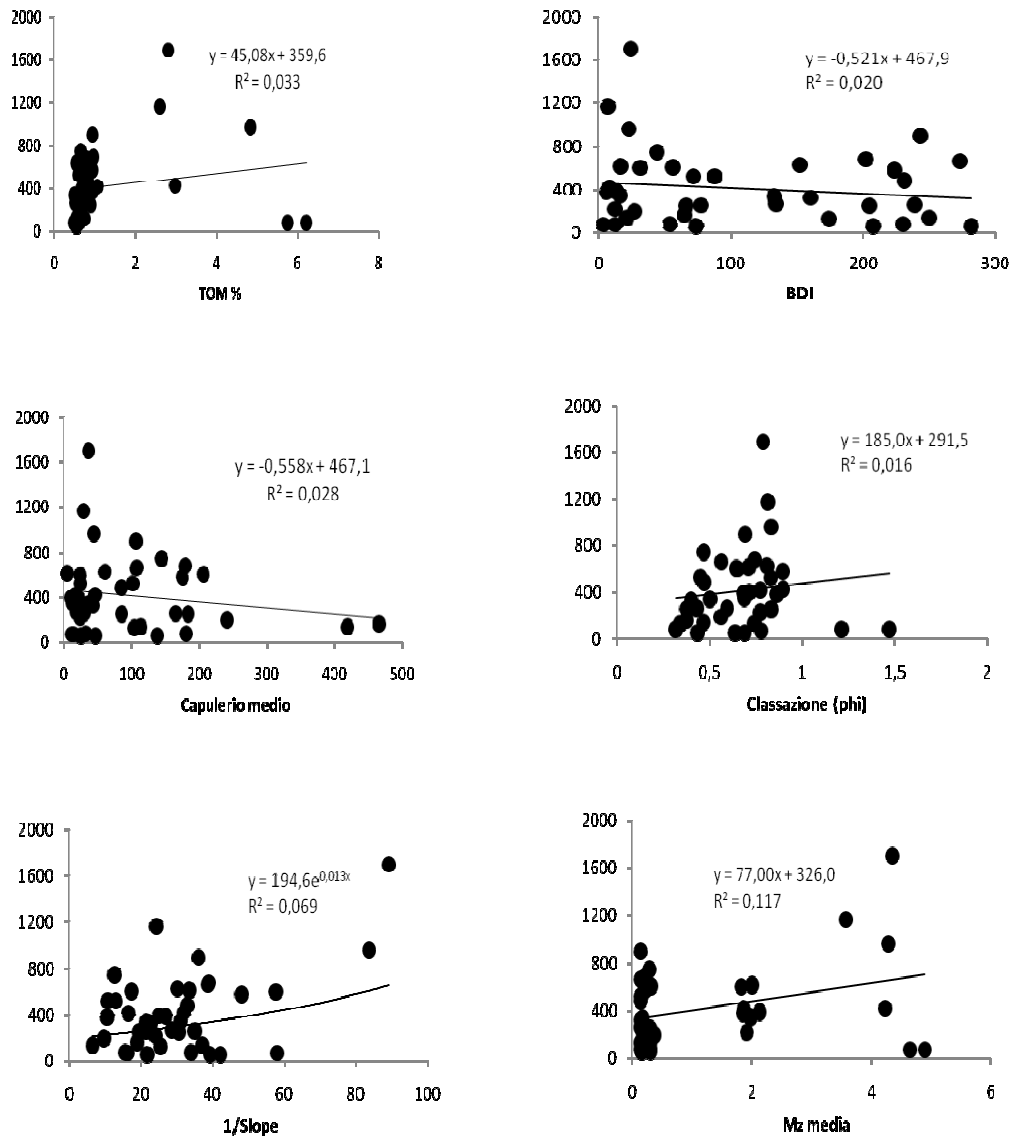 2000
1600
1200
800
400
0
y = 45,08x + 359,6
R² = 0,033
0 2 4 6 8
TOM %
2000
1600
1200
800
400
0
y = -0,521x + 467,9
R² = 0,020
0 100 200 300
BDI
2000
1600
1200
800
400
0
y = -0,558x + 467,1
R² = 0,028
0 100 200 300 400 500
Capulerio medio
2000
1600
1200
800
400
0
y = 185,0x + 291,5
R² = 0,016
0 0,5 1 1,5 2
Classazione (phi)
2000
1600
1200
800
400
0
y = 194,6e^0,013x
R² = 0,069
0 20 40 60 80 100
1/Slope
2000
1600
1200
800
400
0
y = 77,00x + 326,0
R² = 0,117
0 2 4 6
Mz media